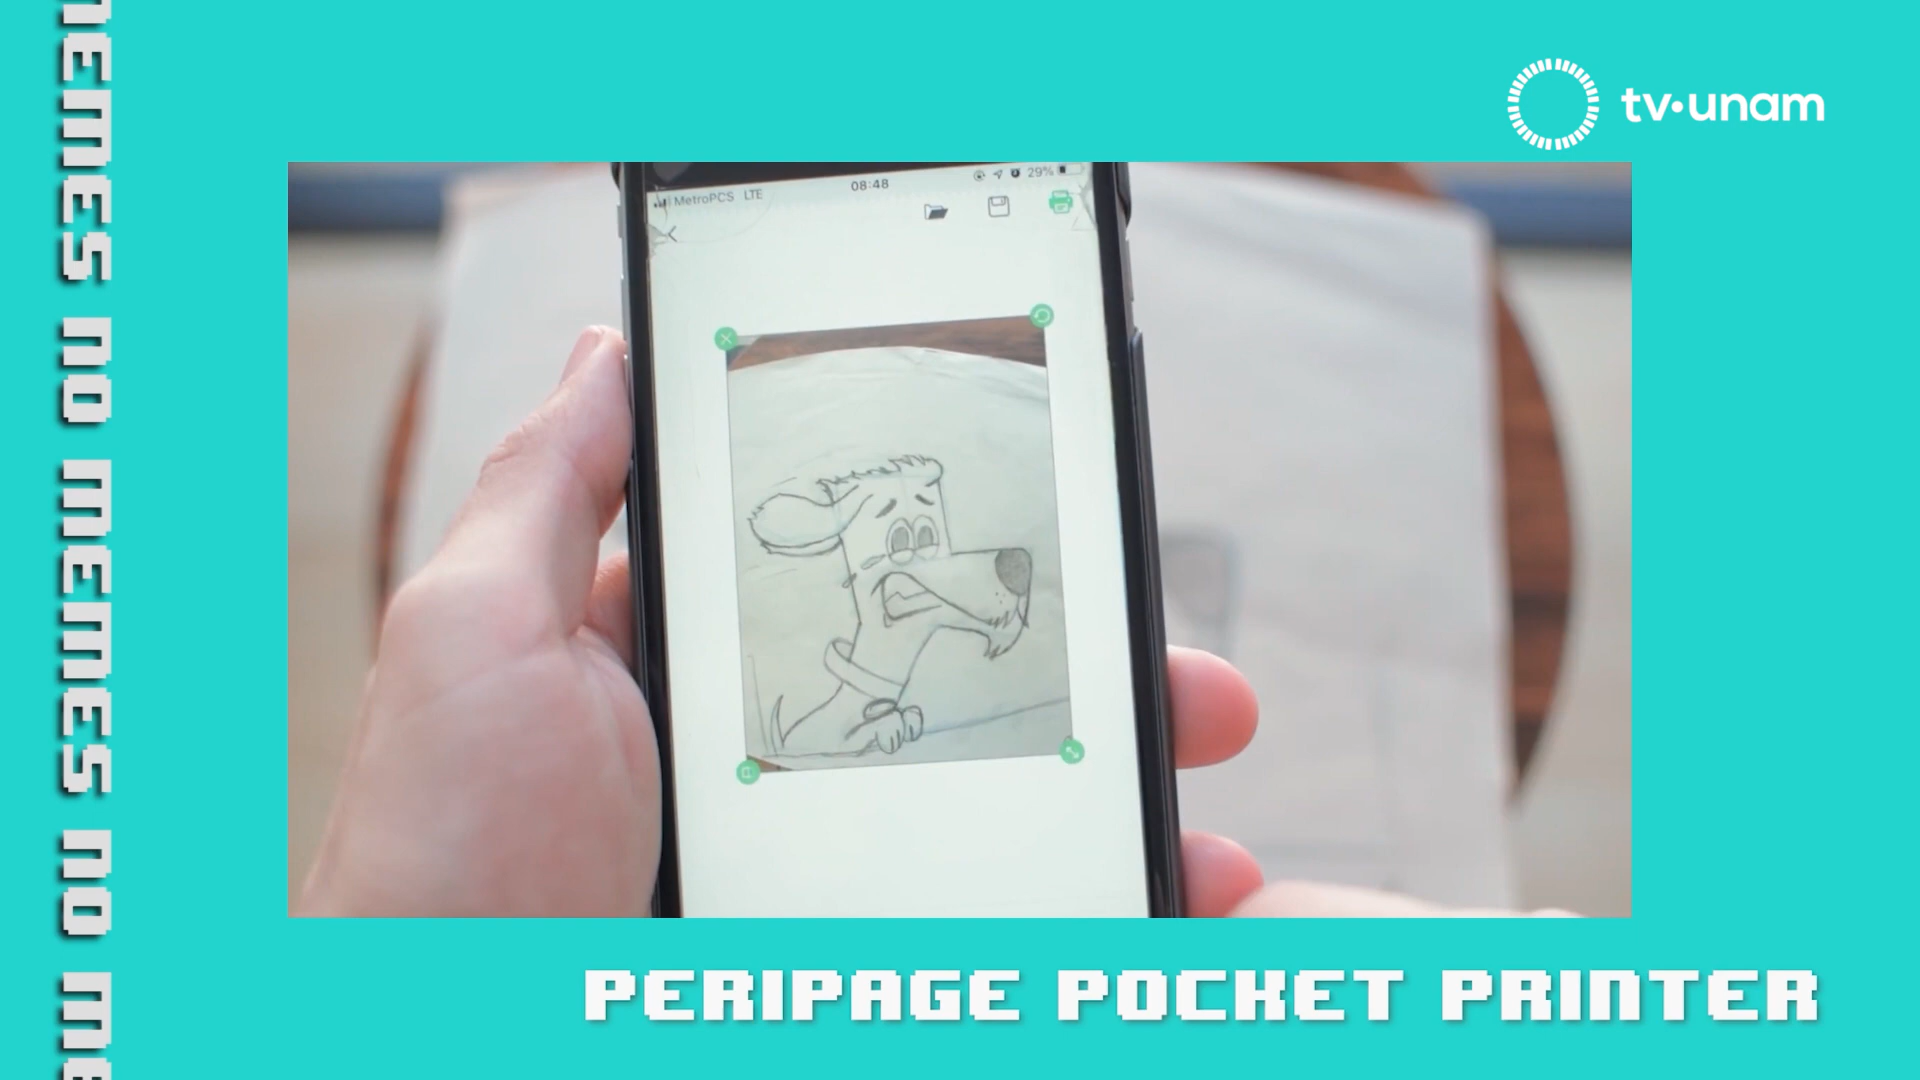 MEMES NO MEMES NO ME
tv·unam
MetroPCS LTE
08:48
29%
PERIPAGE POCKET PRINTER